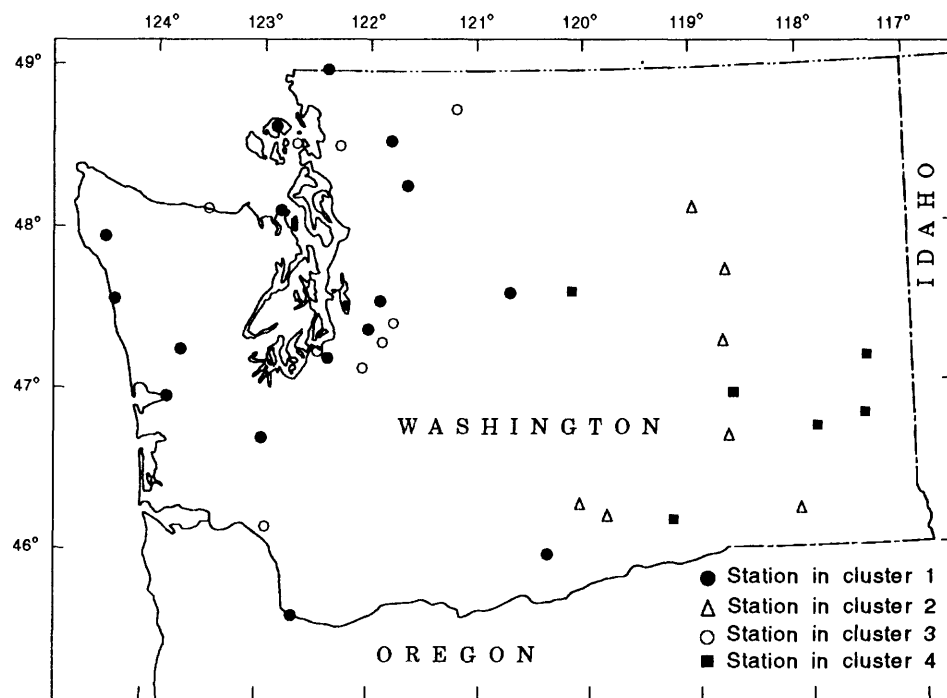 124° 123° 122° 121° 120° 119° 118° 117°
49°
48°
47°
46°
IDAHO
WASHINGTON
OREGON
Station in cluster 1
Station in cluster 2
Station in cluster 3
Station in cluster 4